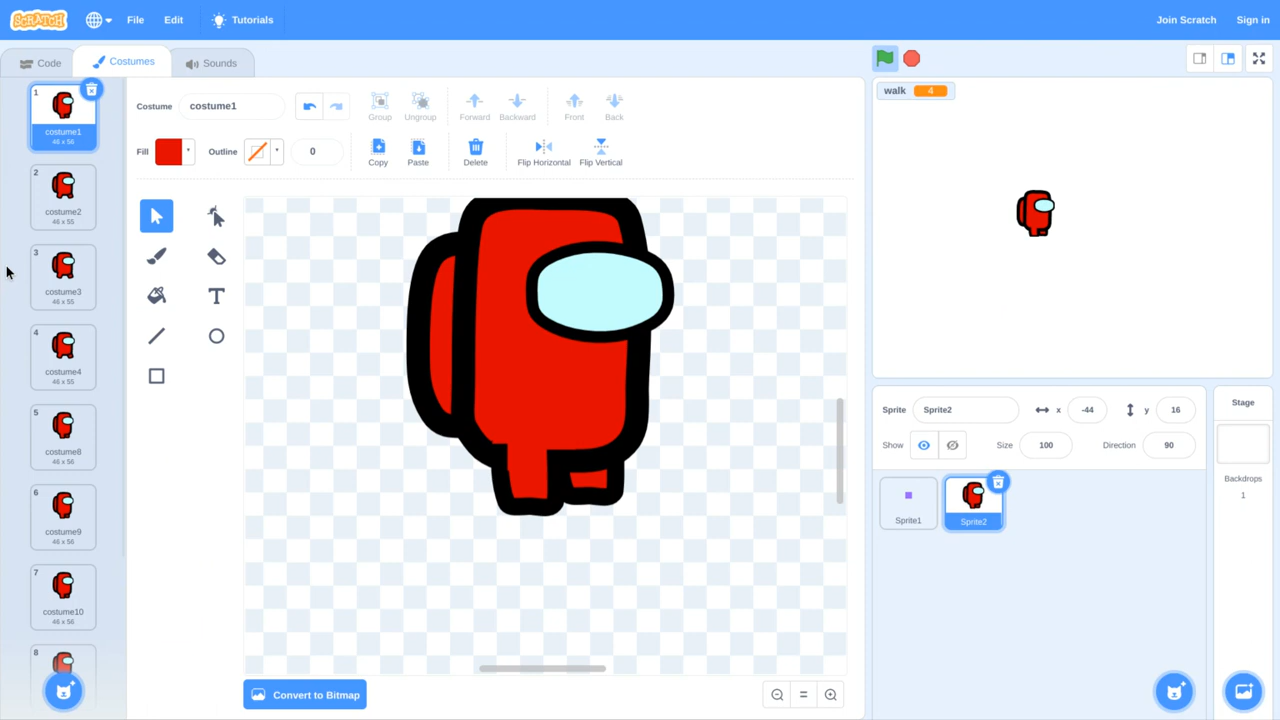 SCRATCH File Edit Tutorials Join Scratch Sign in
Code Costumes Sounds
1
costume1
46 x 56
2
costume2
46 x 55
3
costume3
46 x 55
4
costume4
46 x 55
5
costume8
46 x 56
6
costume9
46 x 56
7
costume10
46 x 56
8
Costume costume1 Group Ungroup Forward Backward Front Back
Fill Outline 0 Copy Paste Delete Flip Horizontal Flip Vertical
T
Convert to Bitmap
walk 4
Sprite Sprite2 x -44 y 16
Show Size 100 Direction 90
Sprite1 Sprite2
Stage
Backdrops
1